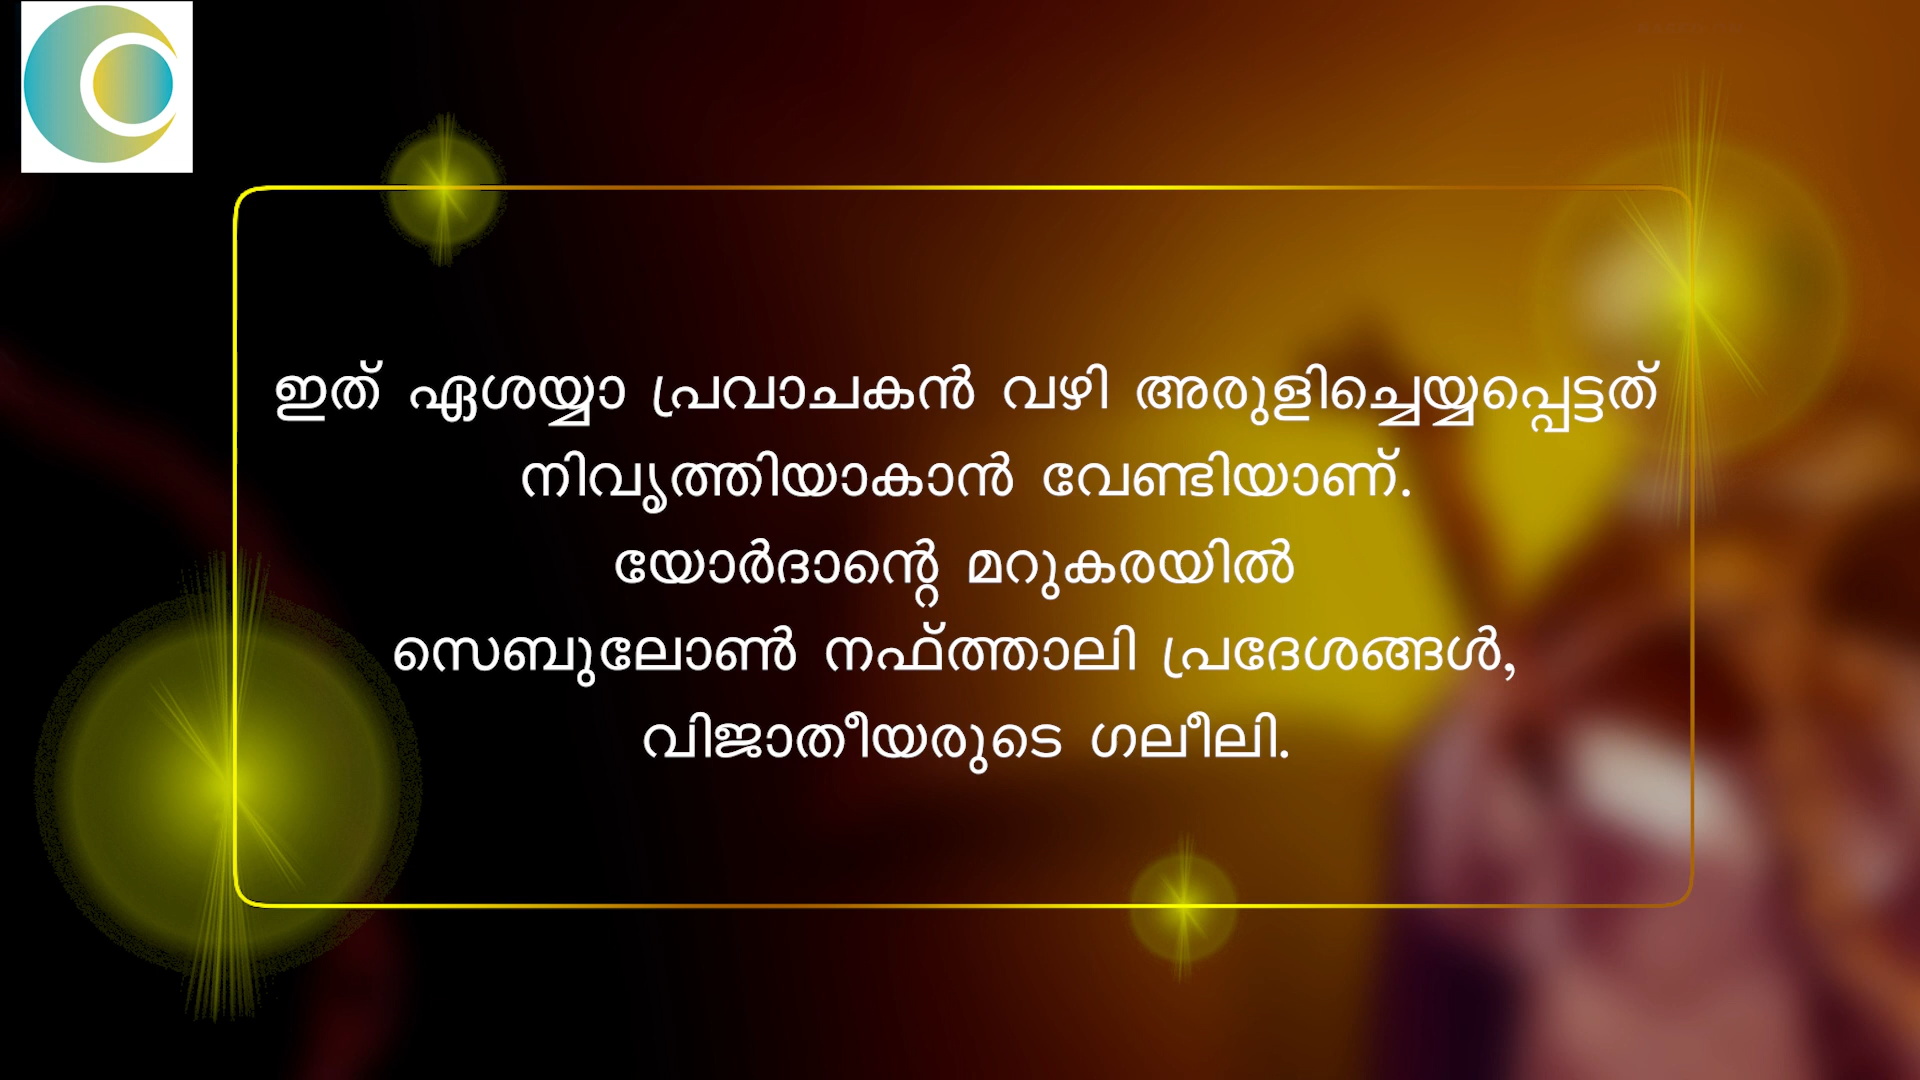 ഇത് ഏശയ്യാ പ്രവാചകൻ വഴി അരുളിച്ചെയ്യപ്പെട്ടത്
നിവൃത്തിയാകാൻ വേണ്ടിയാണ്.
യോർദാന്റെ മറുകരയിൽ
സെബുലോൺ നഫ്ത്താലി പ്രദേശങ്ങൾ,
വിജാതീയരുടെ ഗലീലി.